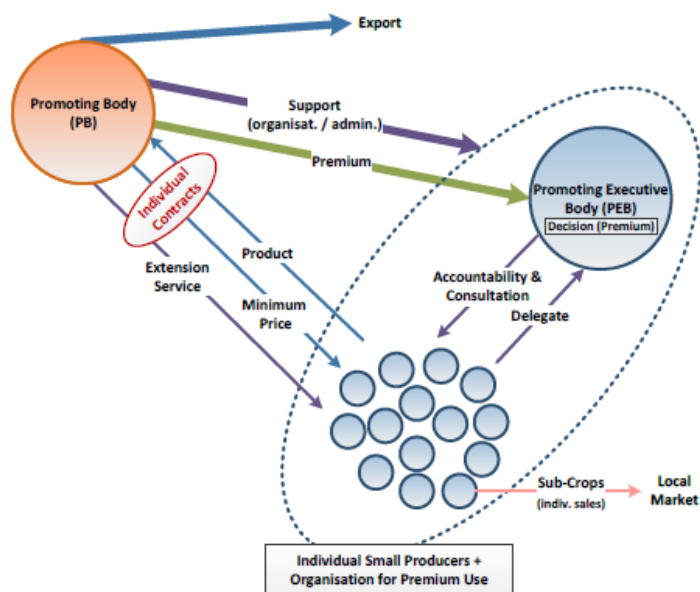 Export
Promoting Body
(PB)
Support
(organisat. / admin.)
Premium
Promoting Executive
Body (PEB)
Decision (Premium)
Individual
Contracts
Product
Extension
Service
Minimum
Price
Accountability &
Consultation
Delegate
Sub-Crops
(indiv. sales)
Local
Market
Individual Small Producers +
Organisation for Premium Use